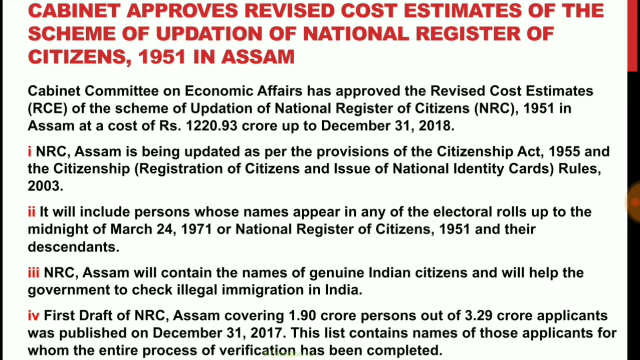 CABINET APPROVES REVISED COST ESTIMATES OF THE
SCHEME OF UPDATION OF NATIONAL REGISTER OF
CITIZENS, 1951 IN ASSAM
Cabinet Committee on Economic Affairs has approved the Revised Cost Estimates
(RCE) of the scheme of Updation of National Register of Citizens (NRC), 1951 in
Assam at a cost of Rs. 1220.93 crore up to December 31, 2018.
i NRC, Assam is being updated as per the provisions of the Citizenship Act, 1955 and
the Citizenship (Registration of Citizens and Issue of National Identity Cards) Rules,
2003.
ii It will include persons whose names appear in any of the electoral rolls up to the
midnight of March 24, 1971 or National Register of Citizens, 1951 and their
descendants.
iii NRC, Assam will contain the names of genuine Indian citizens and will help the
government to check illegal immigration in India.
iv First Draft of NRC, Assam covering 1.90 crore persons out of 3.29 crore applicants
was published on December 31, 2017. This list contains names of those applicants for
whom the entire process of verification has been completed.